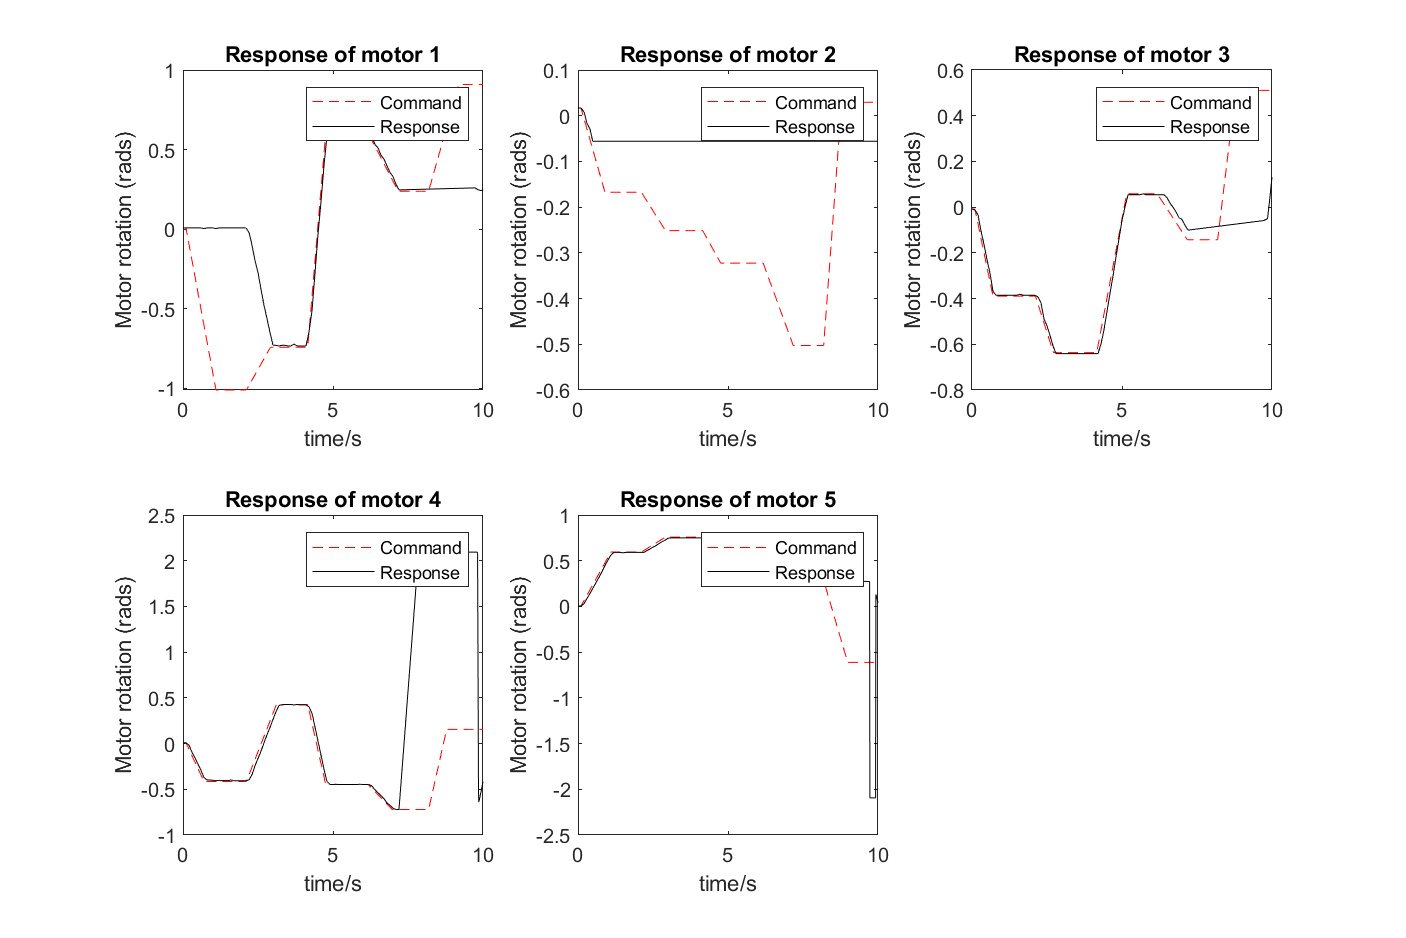 Response of motor 1
1
0.5
0
-0.5
-1
Motor rotation (rads)
Command
Response
0
5
10
time/s
Response of motor 2
0.1
0
-0.1
-0.2
-0.3
-0.4
-0.5
-0.6
Motor rotation (rads)
Command
Response
0
5
10
time/s
Response of motor 3
0.6
0.4
0.2
0
-0.2
-0.4
-0.6
-0.8
Motor rotation (rads)
Command
Response
0
5
10
time/s
Response of motor 4
2.5
2
1.5
1
0.5
0
-0.5
-1
Motor rotation (rads)
Command
Response
0
5
10
time/s
Response of motor 5
1
0.5
0
-0.5
-1
-1.5
-2
-2.5
Motor rotation (rads)
Command
Response
0
5
10
time/s